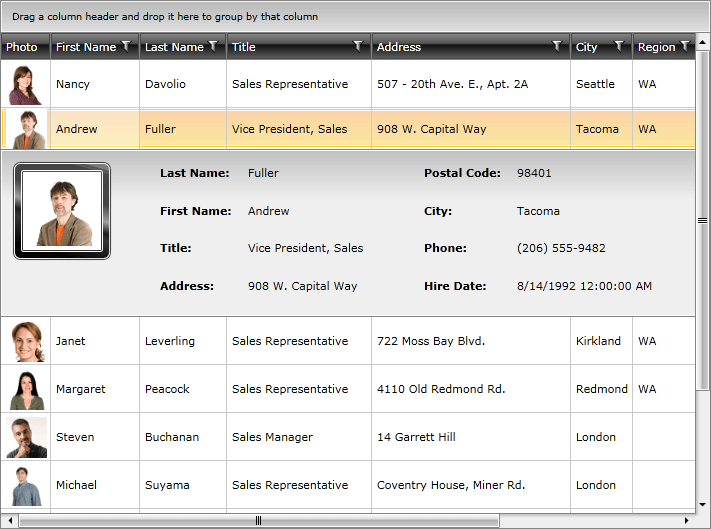 Drag a column header and drop it here to group by that column
Photo First Name Last Name Title Address City Region
Nancy Davolio Sales Representative 507 - 20th Ave. E., Apt. 2A Seattle WA
Andrew Fuller Vice President, Sales 908 W. Capital Way Tacoma WA
Last Name: Fuller Postal Code: 98401
First Name: Andrew City: Tacoma
Title: Vice President, Sales Phone: (206) 555-9482
Address: 908 W. Capital Way Hire Date: 8/14/1992 12:00:00 AM
Janet Leverling Sales Representative 722 Moss Bay Blvd. Kirkland WA
Margaret Peacock Sales Representative 4110 Old Redmond Rd. Redmond WA
Steven Buchanan Sales Manager 14 Garrett Hill London
Michael Suyama Sales Representative Coventry House, Miner Rd. London